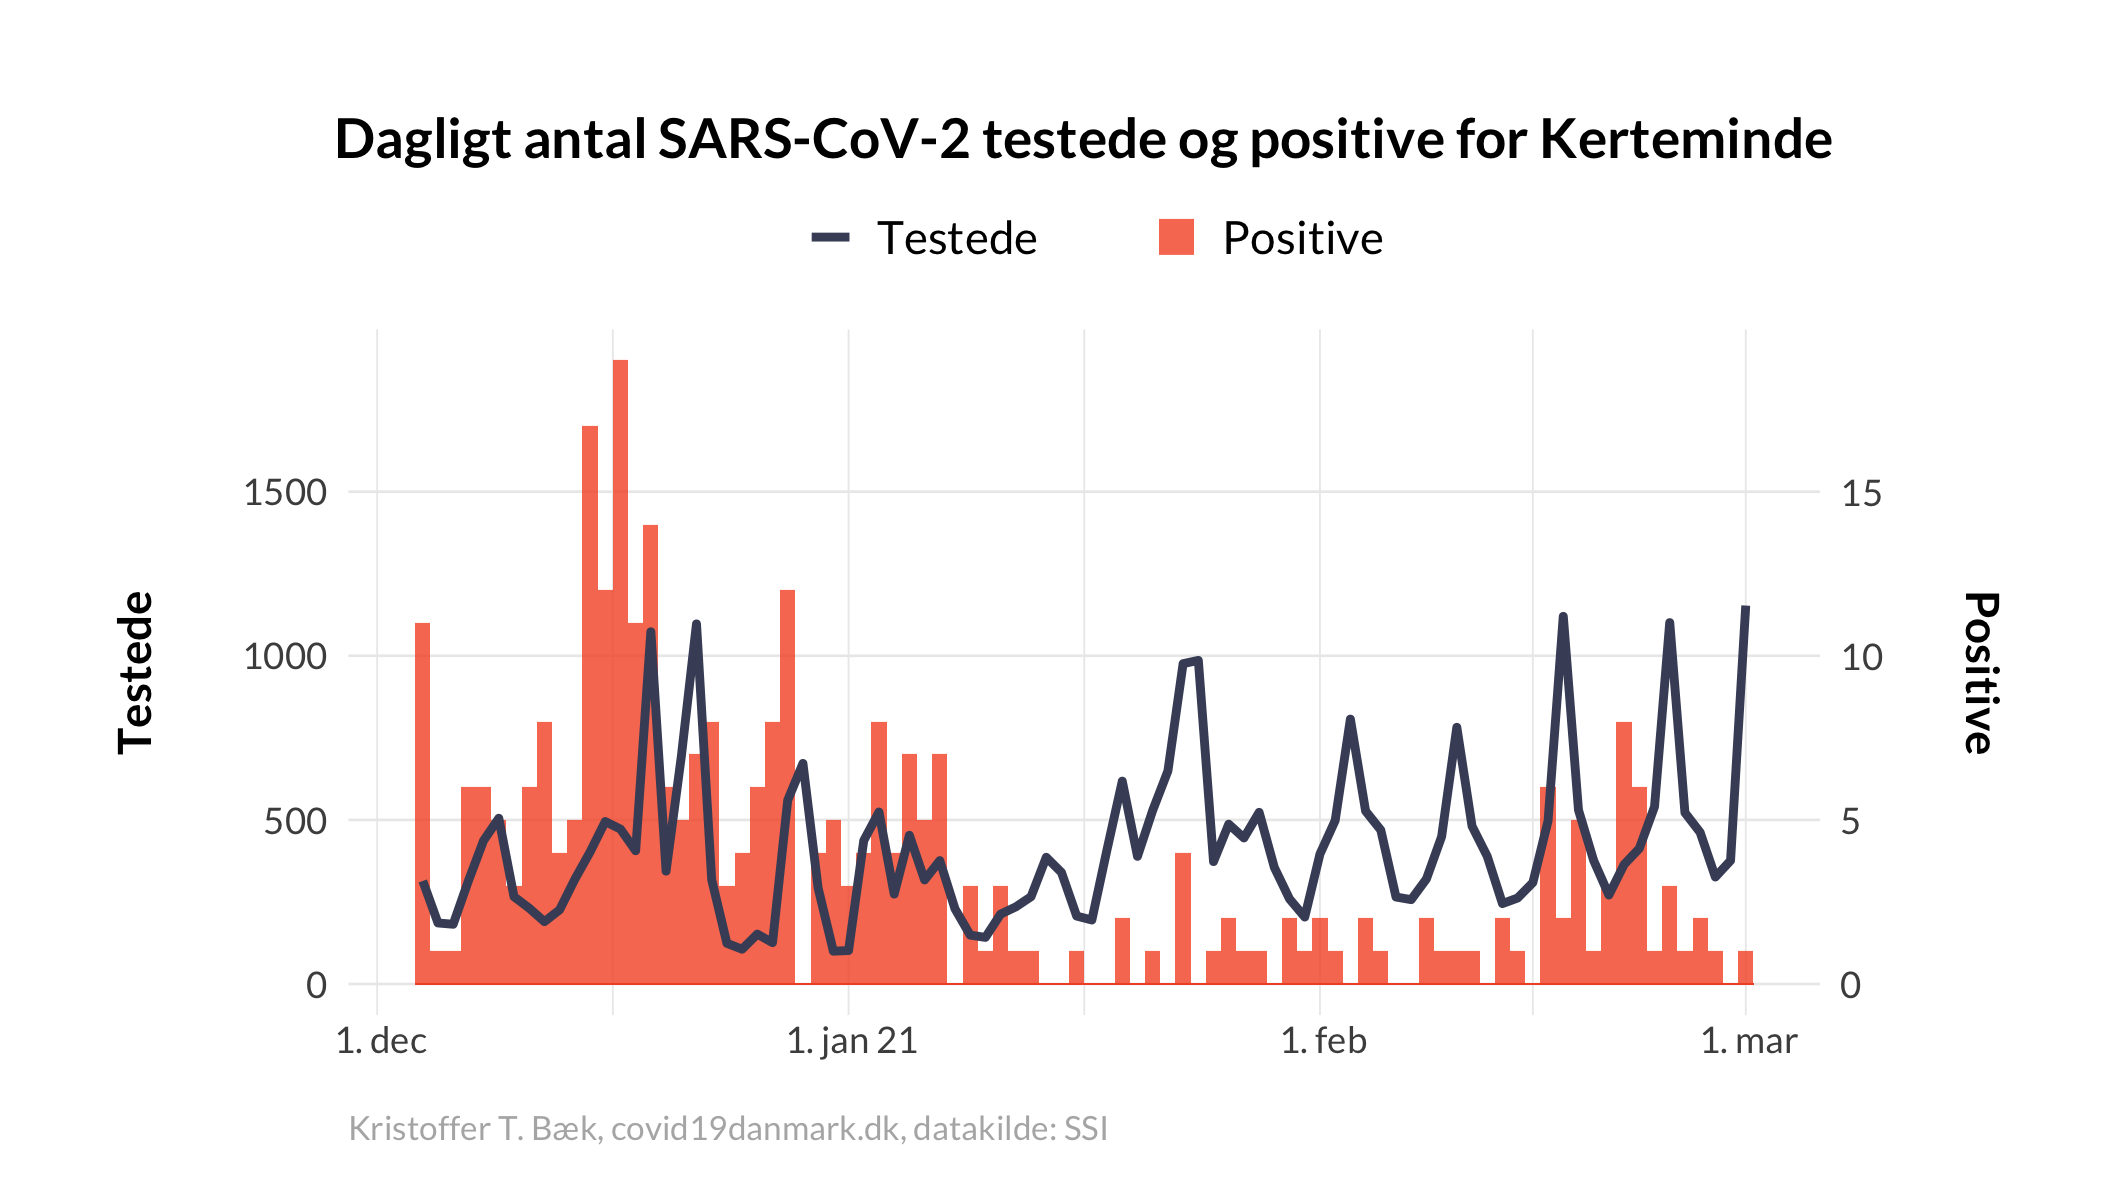 Dagligt antal SARS-CoV-2 testede og positive for Kerteminde
Testede
Positive
1500
1000
500
0
Testede
15
10
5
0
Positive
1. dec
1. jan 21
1. feb
1. mar
Kristoffer T. Bæk, covid19danmark.dk, datakilde: SSI